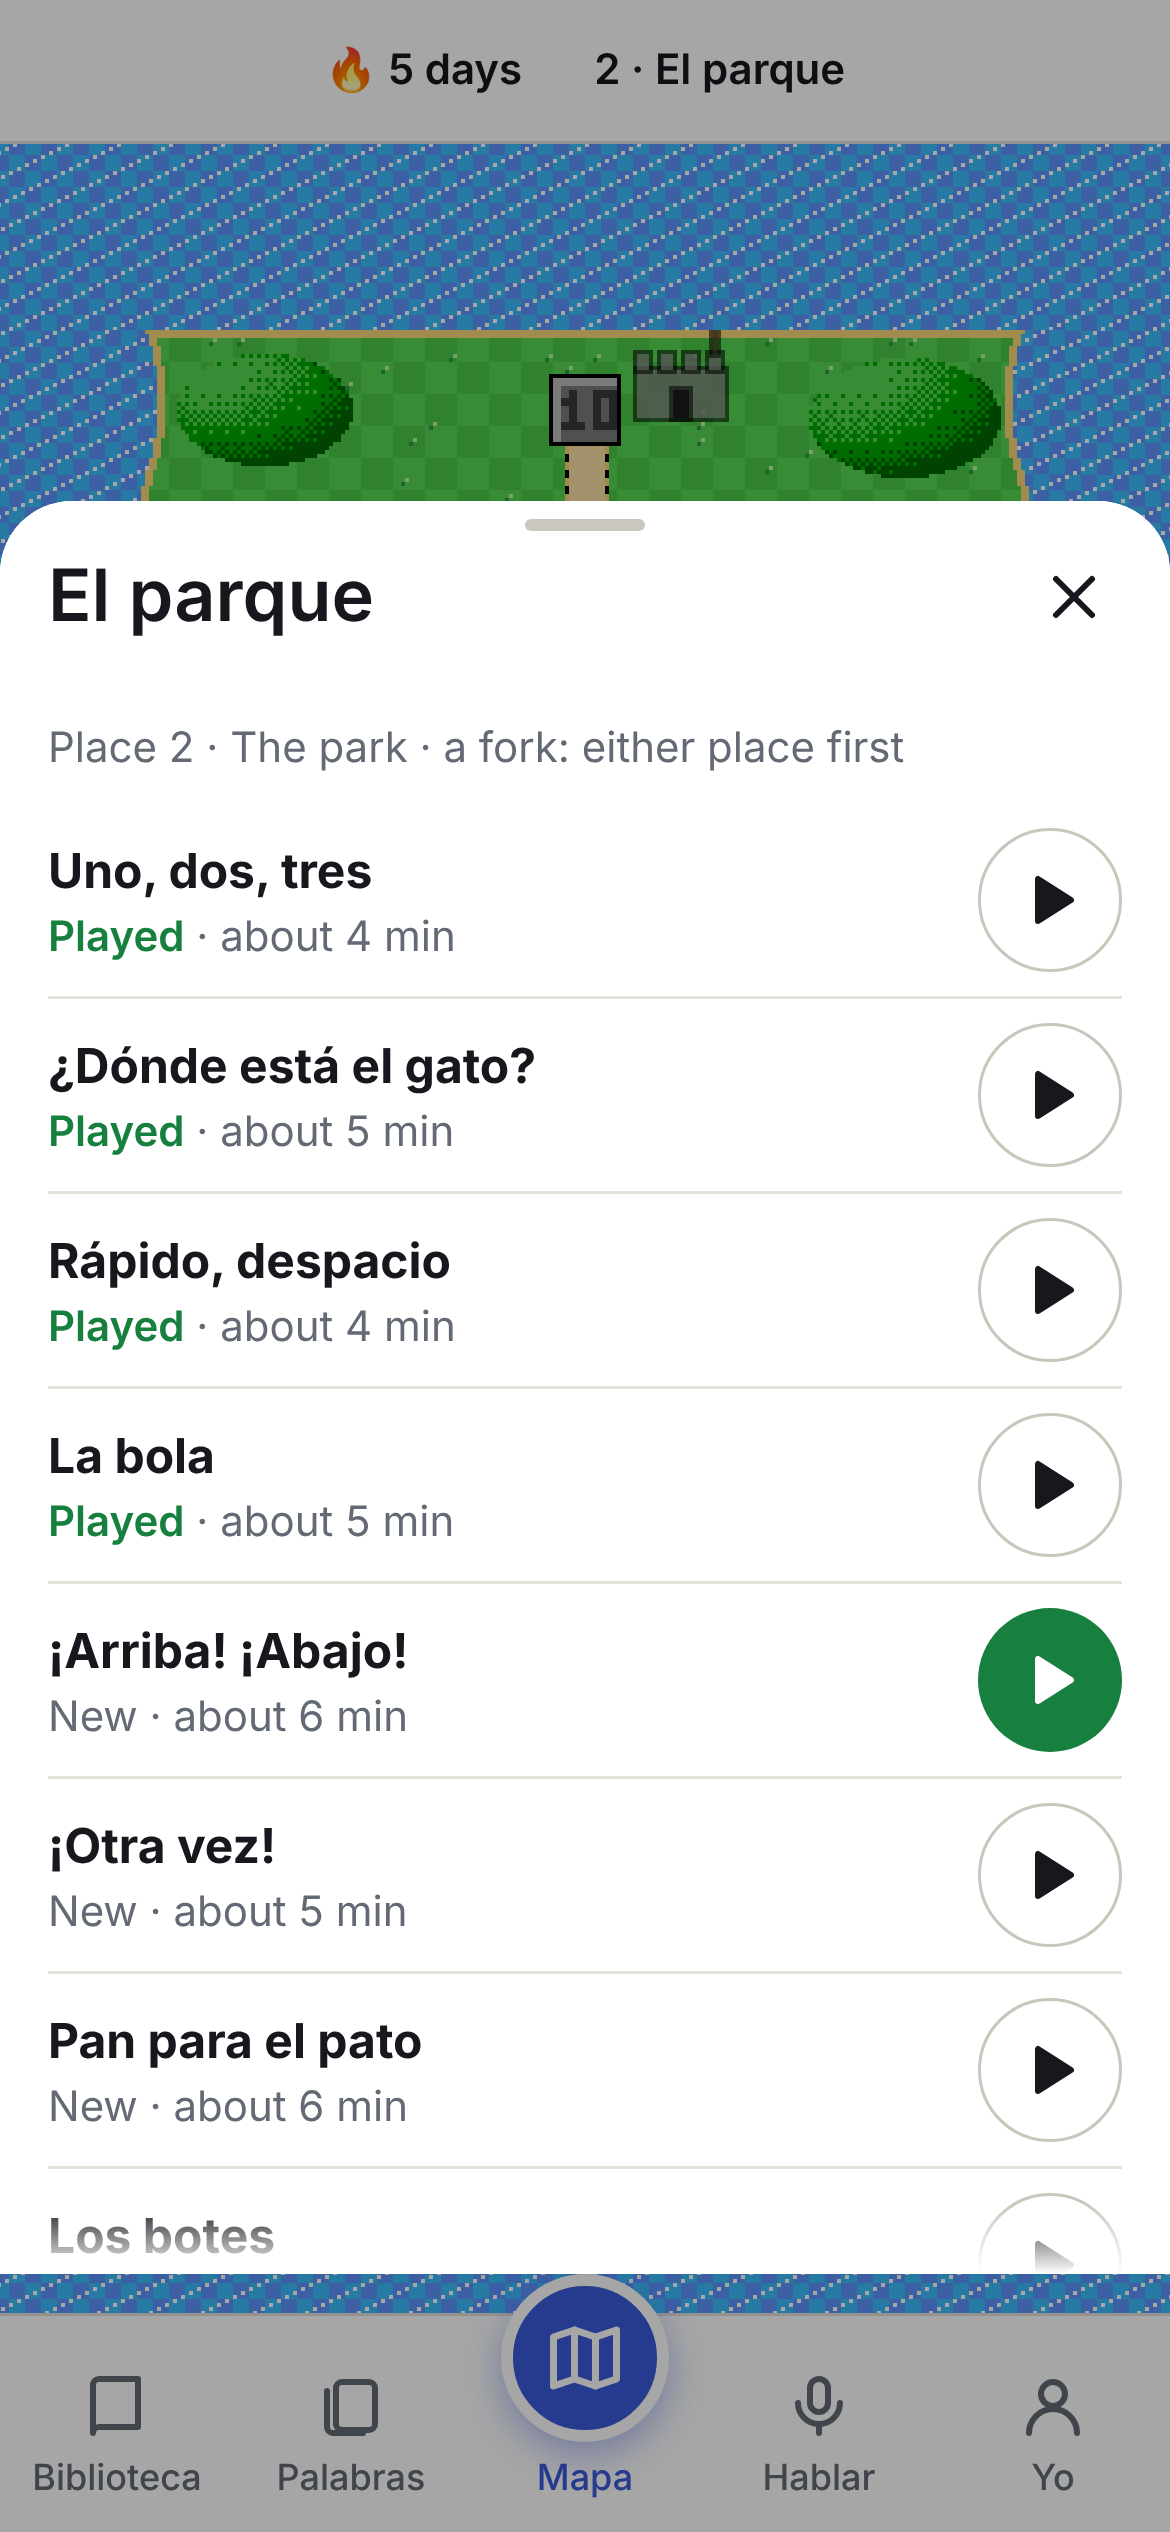 🔥 5 days 2 · El parque
10
El parque
Place 2 · The park · a fork: either place first
Uno, dos, tres
Played · about 4 min
¿Dónde está el gato?
Played · about 5 min
Rápido, despacio
Played · about 4 min
La bola
Played · about 5 min
¡Arriba! ¡Abajo!
New · about 6 min
¡Otra vez!
New · about 5 min
Pan para el pato
New · about 6 min
Los botes
Biblioteca Palabras Mapa Hablar Yo